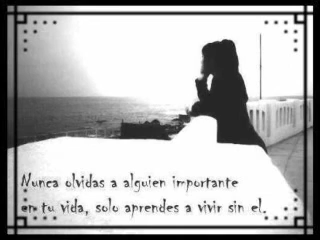 Nunca olvidas a alguien importante
en tu vida, solo aprendes a vivir sin el.